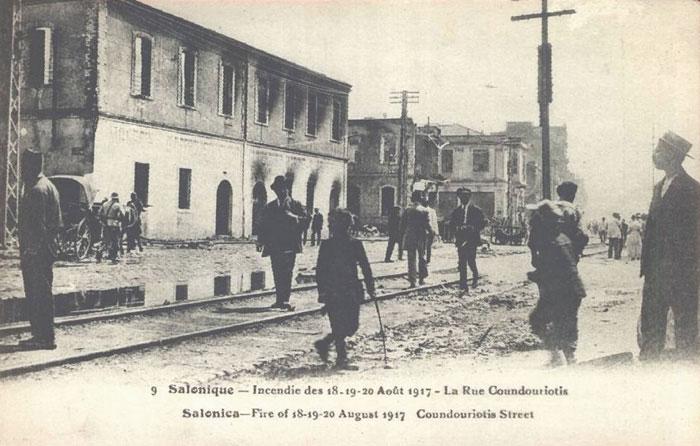 9 Salonique — Incendie des 18-19-20 Août 1917 - La Rue Coundouriotis
Salonica—Fire of 18-19-20 August 1917 Coundouriotis Street